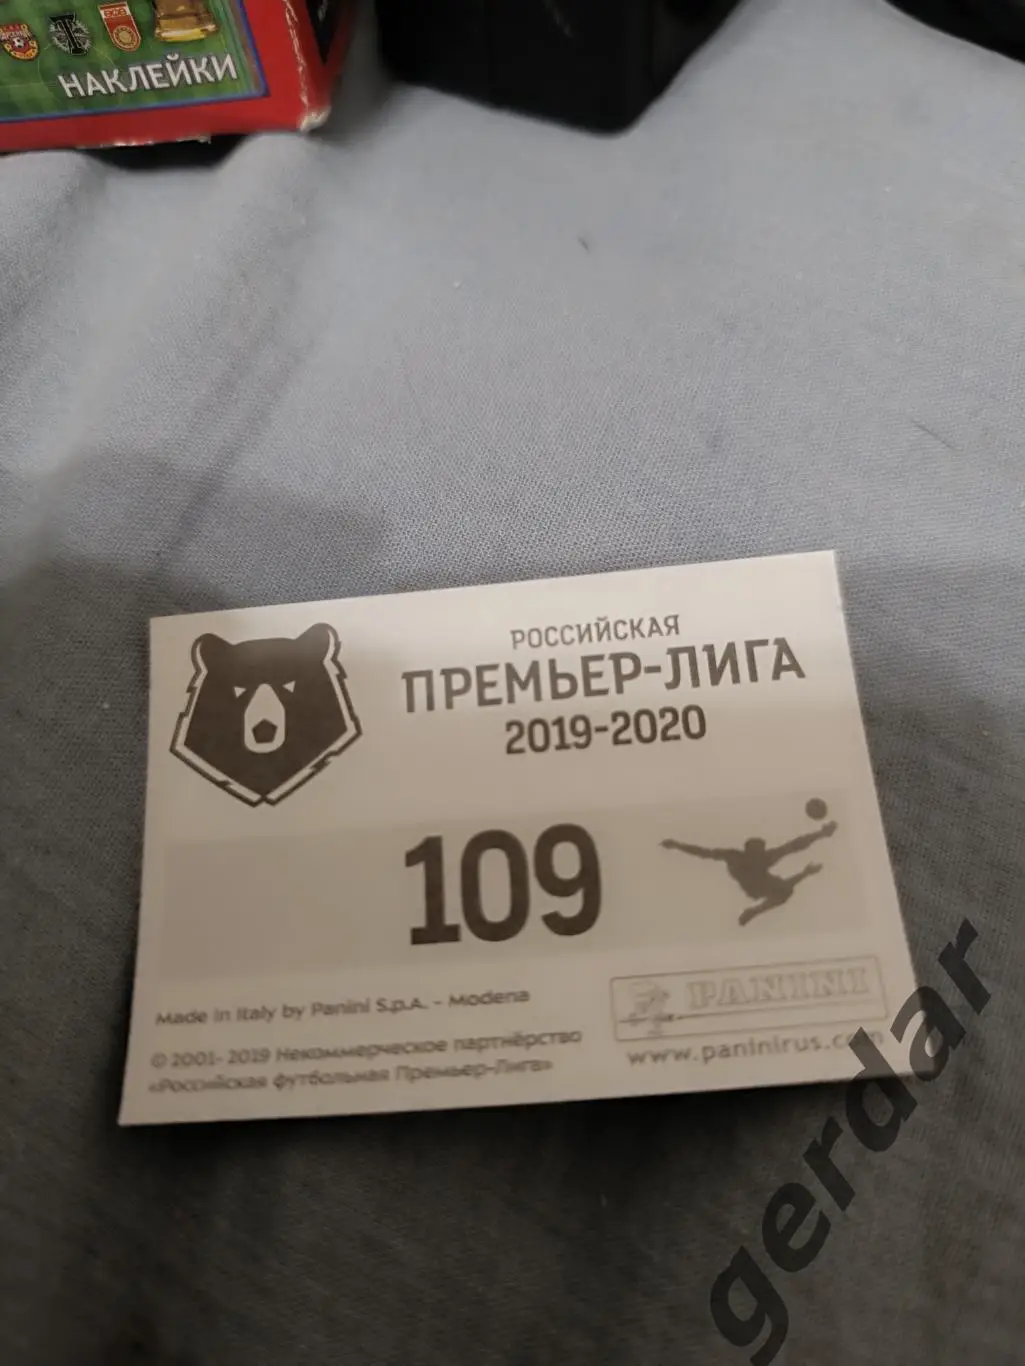 НАКЛЕЙКИ
РОССИЙСКАЯ
ПРЕМЬЕР-ЛИГА
2019-2020
109
PANINI
Made in Italy by Panini S.p.A. - Modena
© 2001- 2019 Некоммерческое партнёрство
«Российская футбольная Премьер-Лига»
www.paninirus.com
gerdar